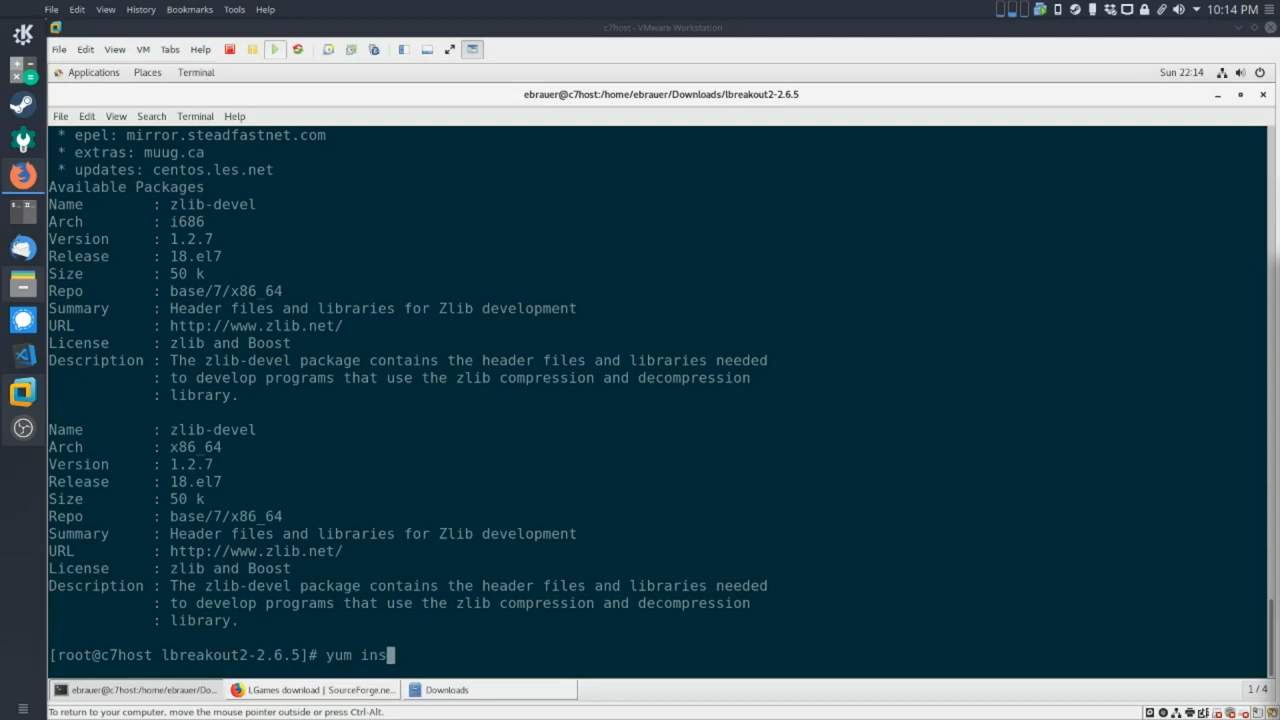 File Edit View History Bookmarks Tools Help
10:14 PM
c7host - VMware Workstation
File Edit View VM Tabs Help
Applications Places Terminal
Sun 22:14
ebrauer@c7host:/home/ebrauer/Downloads/lbreakout2-2.6.5
File Edit View Search Terminal Help
* epel: mirror.steadfastnet.com
* extras: muug.ca
* updates: centos.les.net
Available Packages
Name : zlib-devel
Arch : i686
Version : 1.2.7
Release : 18.el7
Size : 50 k
Repo : base/7/x86_64
Summary : Header files and libraries for Zlib development
URL : http://www.zlib.net/
License : zlib and Boost
Description : The zlib-devel package contains the header files and libraries needed
: to develop programs that use the zlib compression and decompression
: library.
Name : zlib-devel
Arch : x86_64
Version : 1.2.7
Release : 18.el7
Size : 50 k
Repo : base/7/x86_64
Summary : Header files and libraries for Zlib development
URL : http://www.zlib.net/
License : zlib and Boost
Description : The zlib-devel package contains the header files and libraries needed
: to develop programs that use the zlib compression and decompression
: library.
[root@c7host lbreakout2-2.6.5]# yum ins
ebrauer@c7host:/home/ebrauer/Do...
LGames download | SourceForge.ne...
Downloads
1 / 4
To return to your computer, move the mouse pointer outside or press Ctrl-Alt.